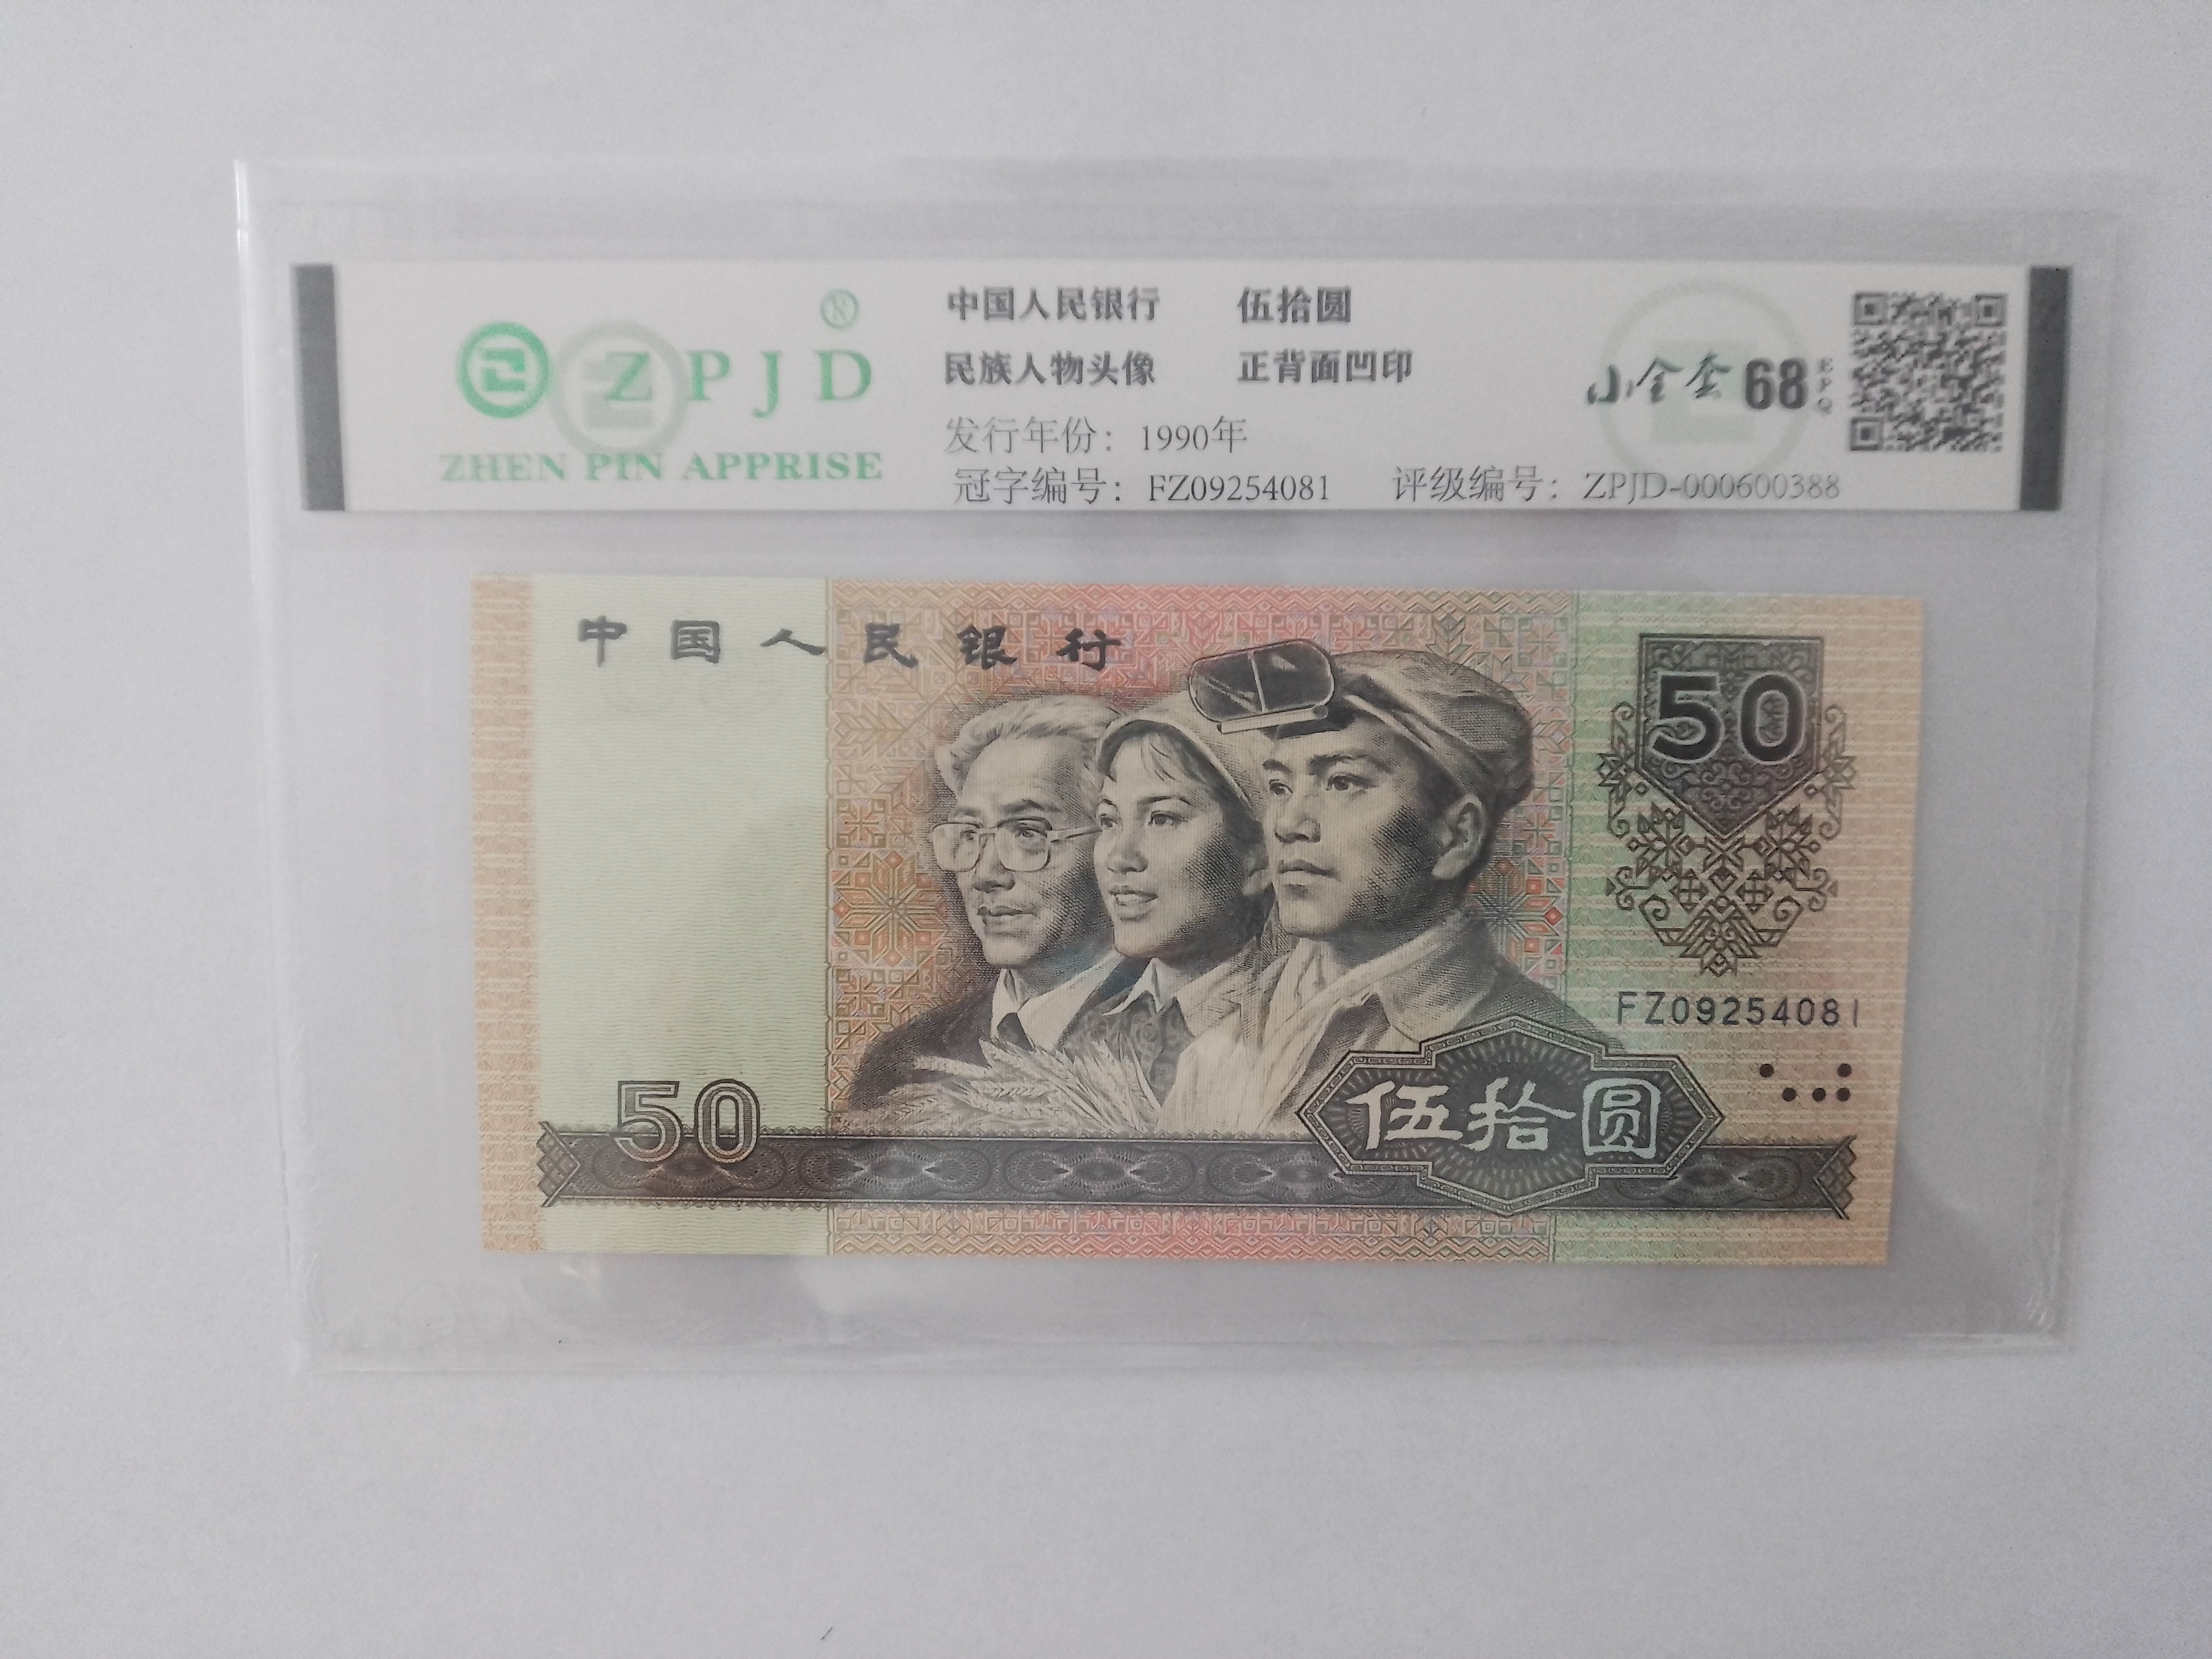 ®
ZPJD
ZHEN PIN APPRISE
中国人民银行 伍拾圆
民族人物头像 正背面凹印
发行年份：1990年
冠字编号：FZ09254081 评级编号：ZPJD-000600388
小全套 68 EPQ
中国人民银行
50
FZ09254081
50
伍拾圆